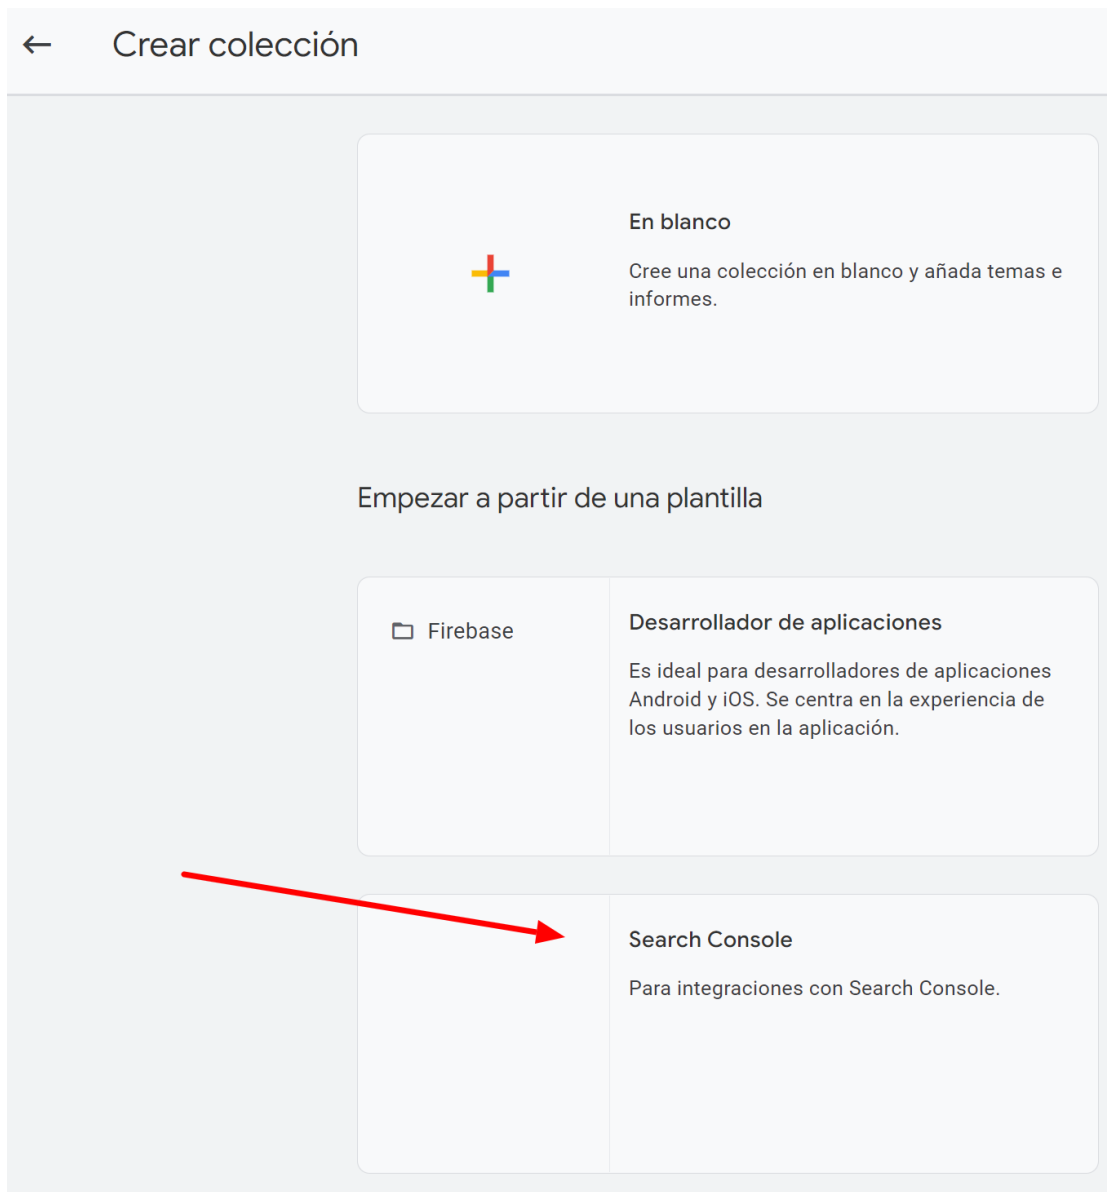 Crear colección
En blanco
Cree una colección en blanco y añada temas e
informes.
Empezar a partir de una plantilla
Firebase
Desarrollador de aplicaciones
Es ideal para desarrolladores de aplicaciones
Android y iOS. Se centra en la experiencia de
los usuarios en la aplicación.
Search Console
Para integraciones con Search Console.